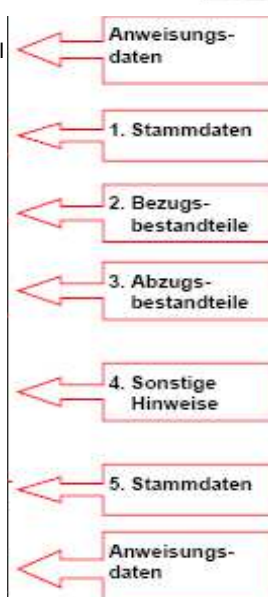 Anweisungs-
daten
1. Stammdaten
2. Bezugs-
bestandteile
3. Abzugs-
bestandteile
4. Sonstige
Hinweise
5. Stammdaten
Anweisungs-
daten